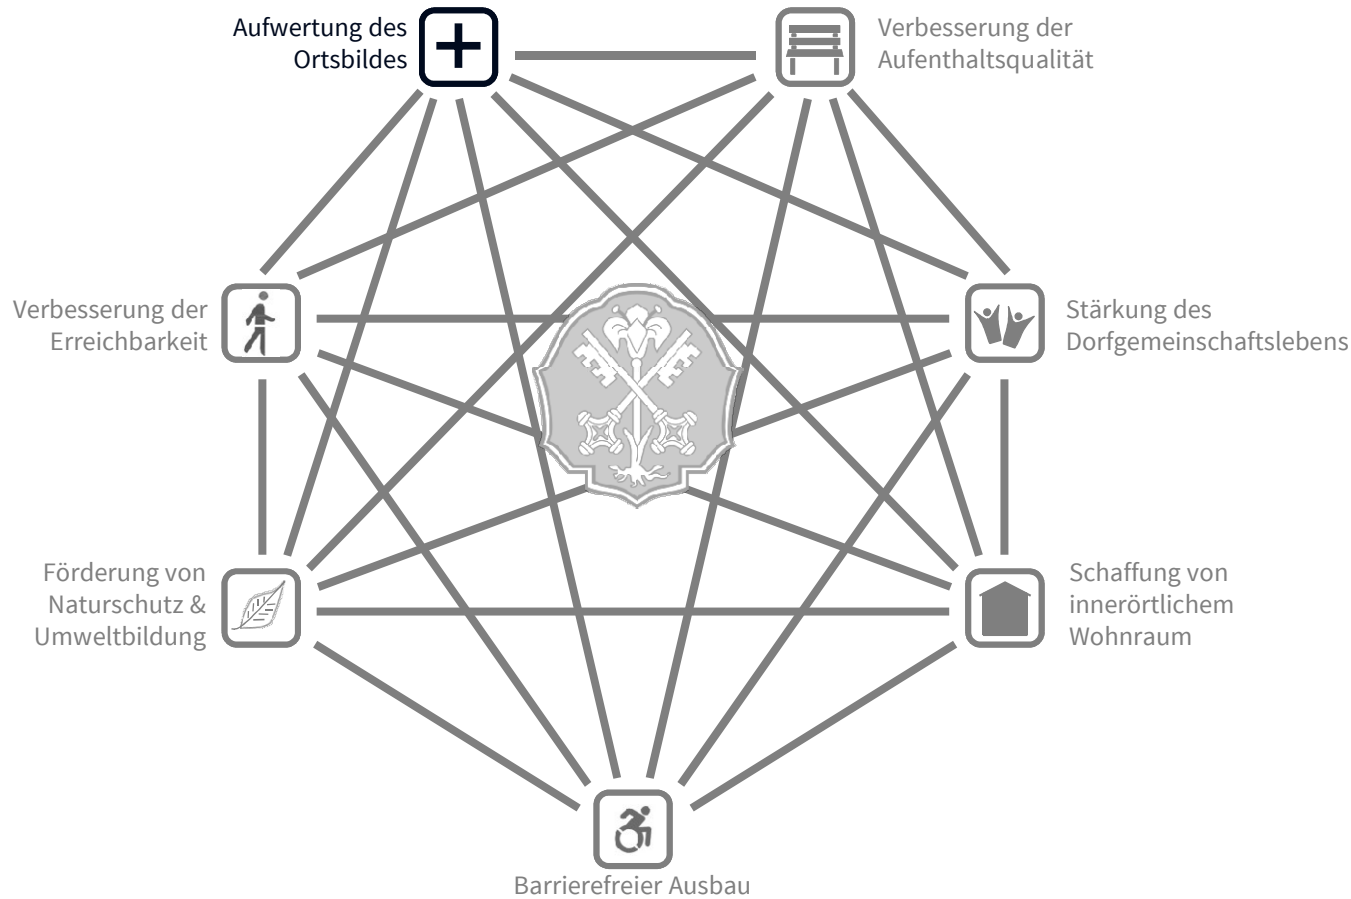 Aufwertung des
Ortsbildes
Verbesserung der
Aufenthaltsqualität
Verbesserung der
Erreichbarkeit
Stärkung des
Dorfgemeinschaftslebens
Förderung von
Naturschutz &
Umweltbildung
Schaffung von
innerörtlichem
Wohnraum
Barrierefreier Ausbau